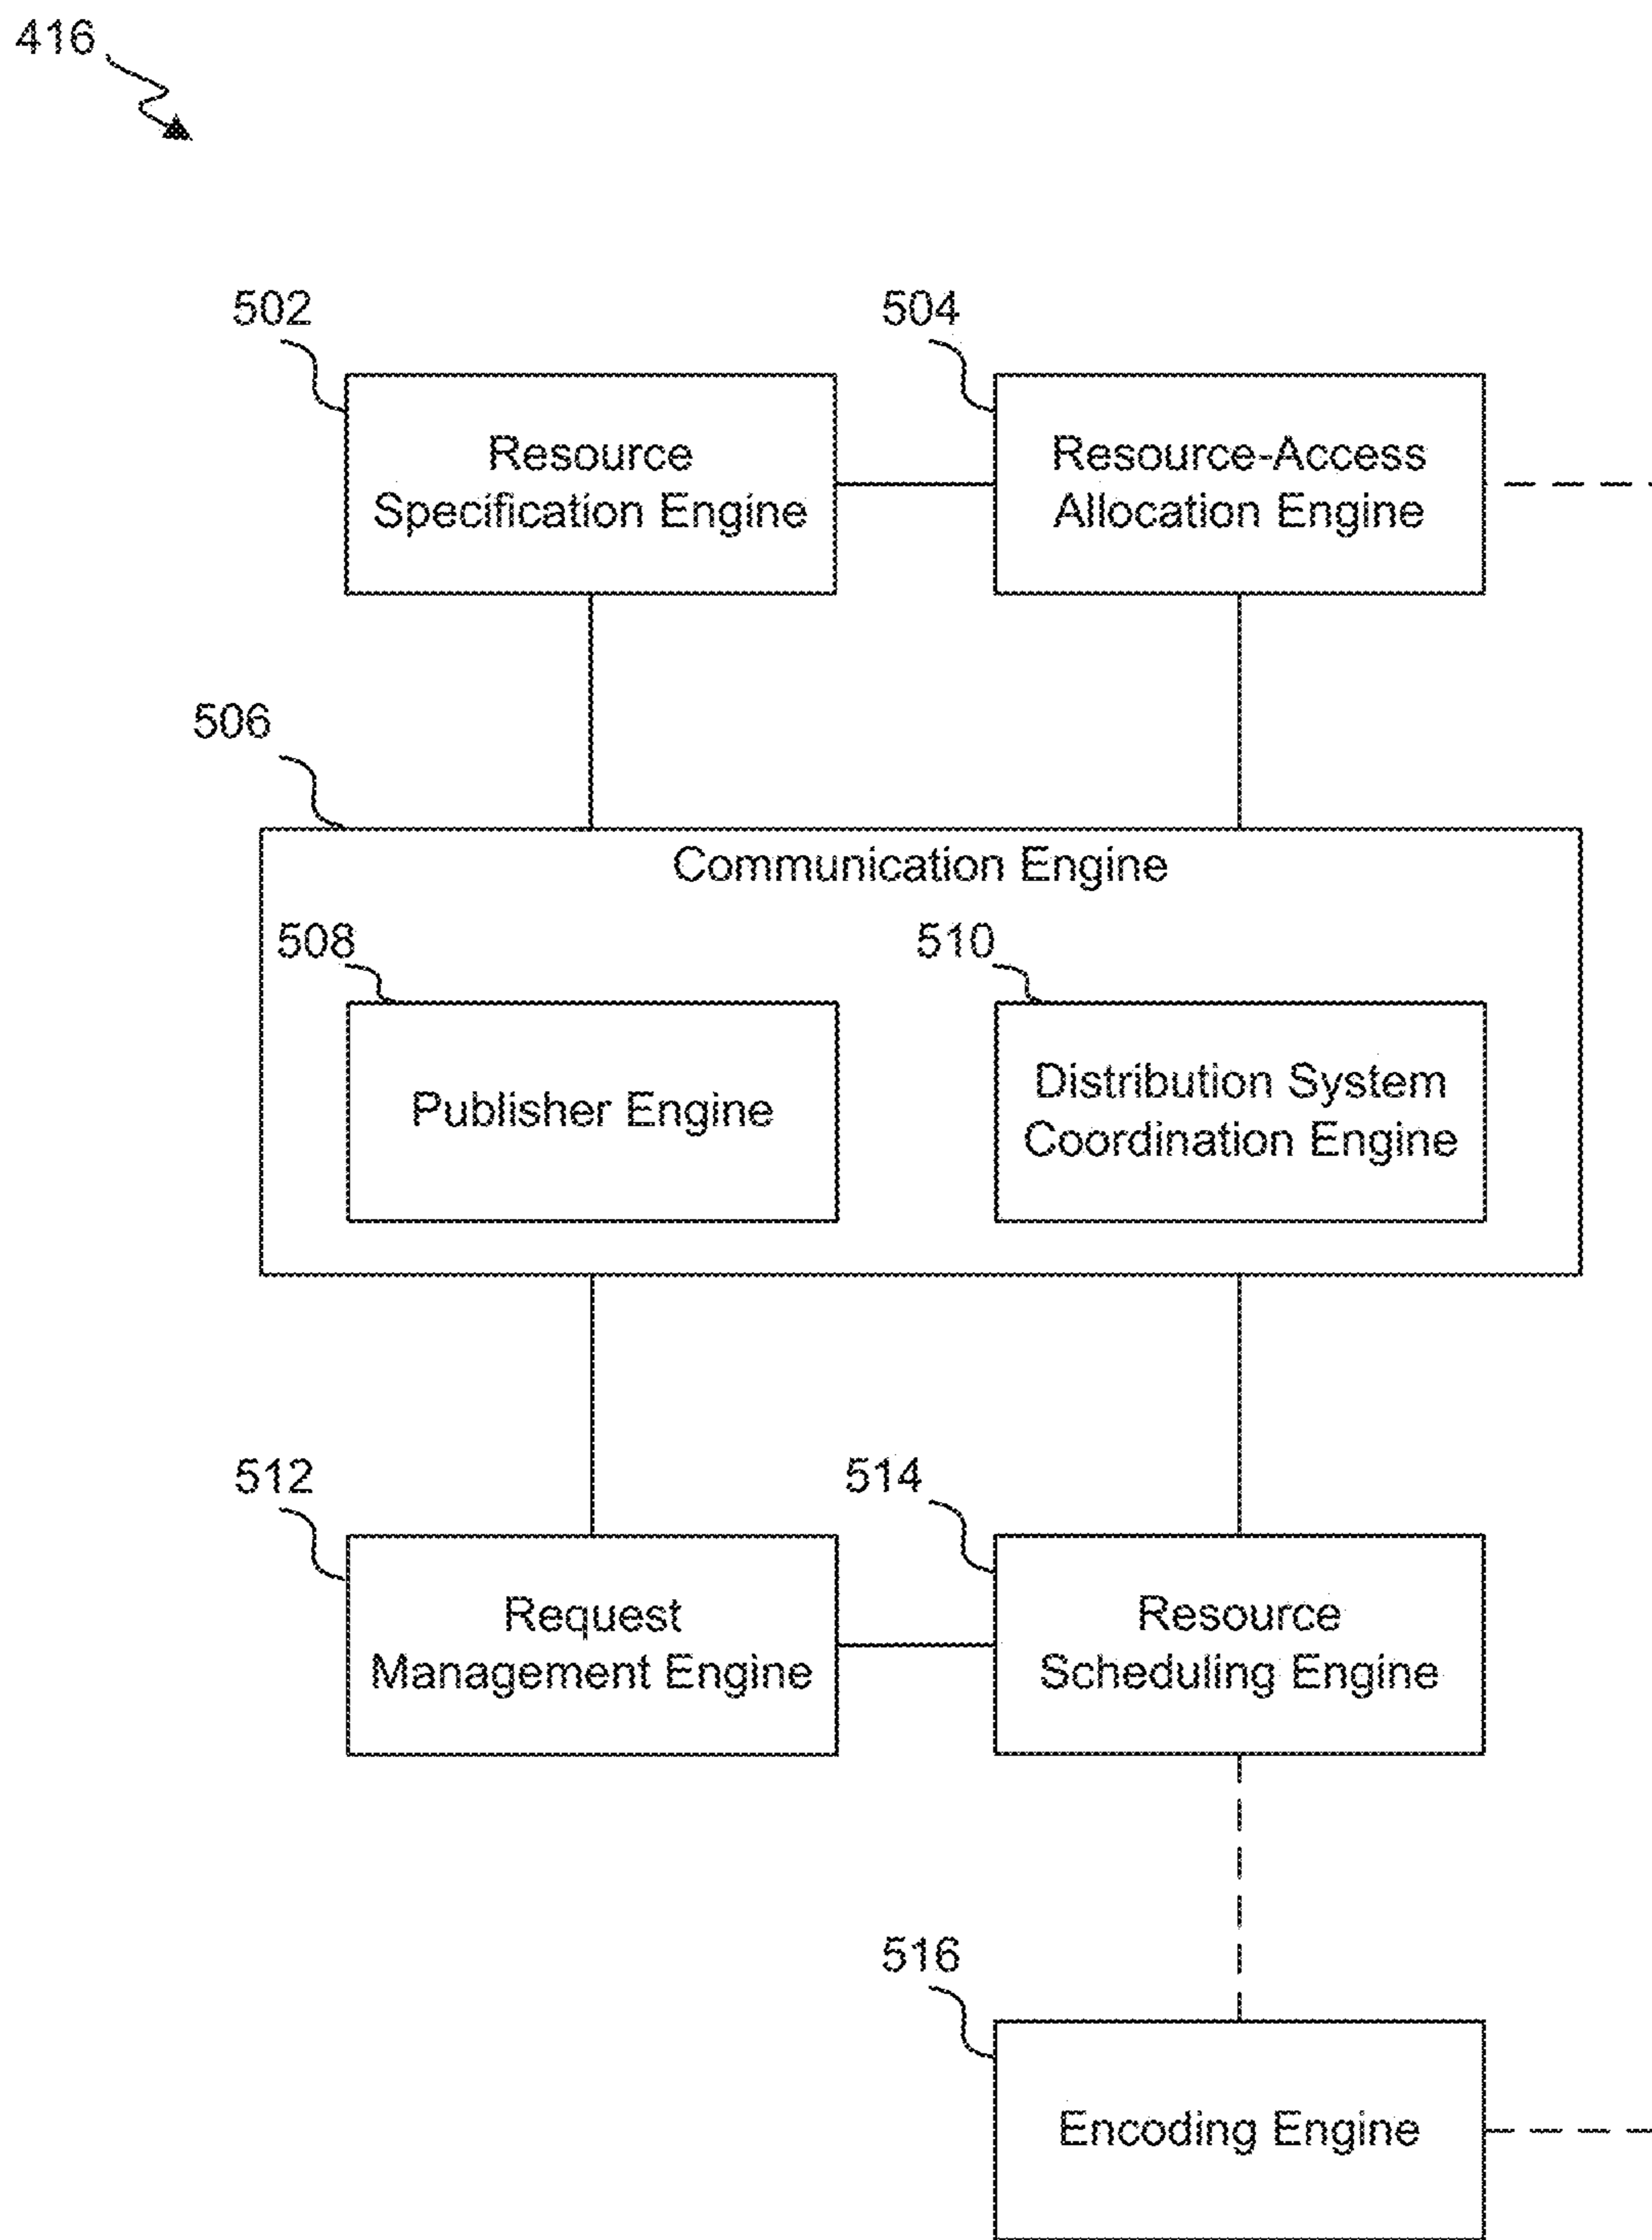 416
502
504
Resource
Specification Engine
Resource-Access
Allocation Engine
506
Communication Engine
508
510
Publisher Engine
Distribution System
Coordination Engine
512
514
Request
Management Engine
Resource
Scheduling Engine
516
Encoding Engine